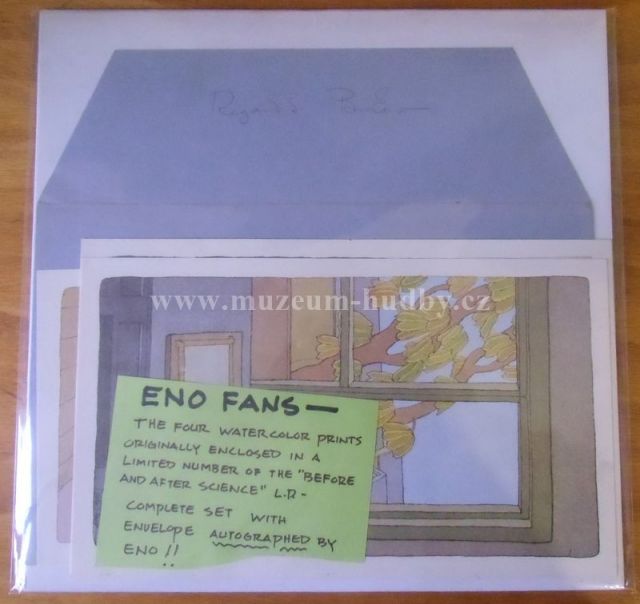 Regards
www.muzeum-hudby.cz
ENO FANS —
THE FOUR WATERCOLOR PRINTS
ORIGINALLY ENCLOSED IN A
LIMITED NUMBER OF THE "BEFORE
AND AFTER SCIENCE" L.P. -
COMPLETE SET WITH
ENVELOPE AUTOGRAPHED BY
ENO !!